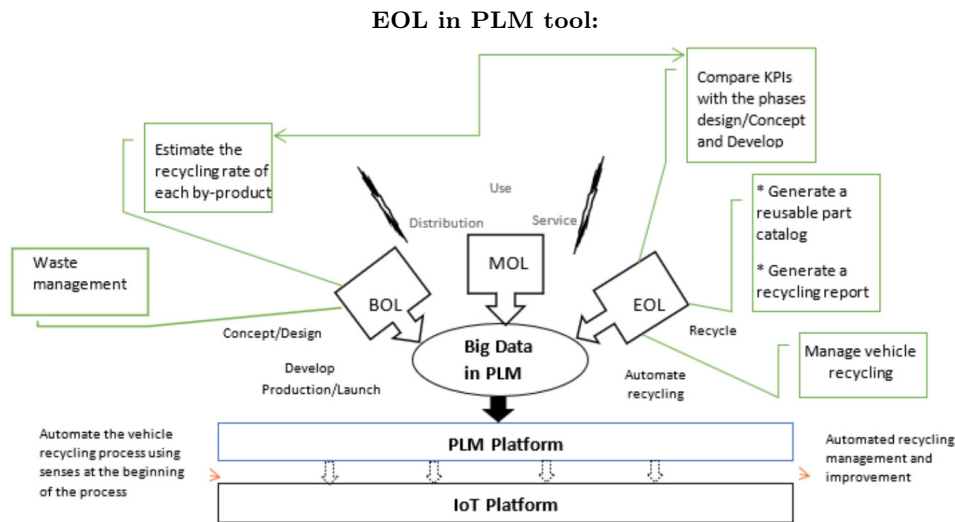 EOL in PLM tool:
Compare KPIs
with the phases
design/Concept
and Develop
Estimate the
recycling rate of
each by-product
Use
Distribution
Service
* Generate a
reusable part
catalog
* Generate a
recycling report
Waste
management
BOL
MOL
EOL
Recycle
Concept/Design
Big Data
in PLM
Develop
Production/Launch
Automate
recycling
Manage vehicle
recycling
Automate the vehicle
recycling process using
senses at the beginning
of the process
PLM Platform
Automated recycling
management and
improvement
IoT Platform